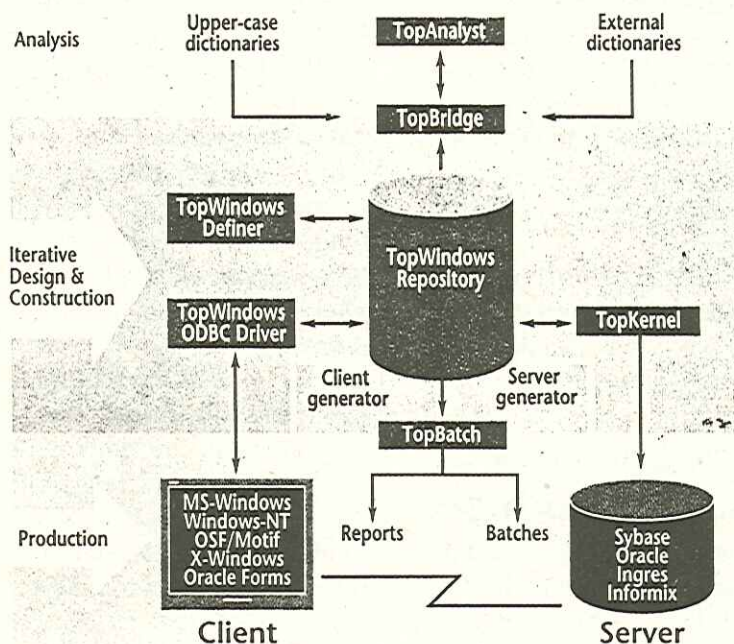 Analysis
Upper-case
dictionaries
TopAnalyst
External
dictionaries
TopBridge
Iterative
Design &
Construction
TopWindows
Definer
TopWindows
Repository
TopWindows
ODBC Driver
TopKernel
Client
generator
Server
generator
TopBatch
Production
MS-Windows
Windows-NT
OSF/Motif
X-Windows
Oracle Forms
Reports
Batches
Sybase
Oracle
Ingres
Informix
Client
Server